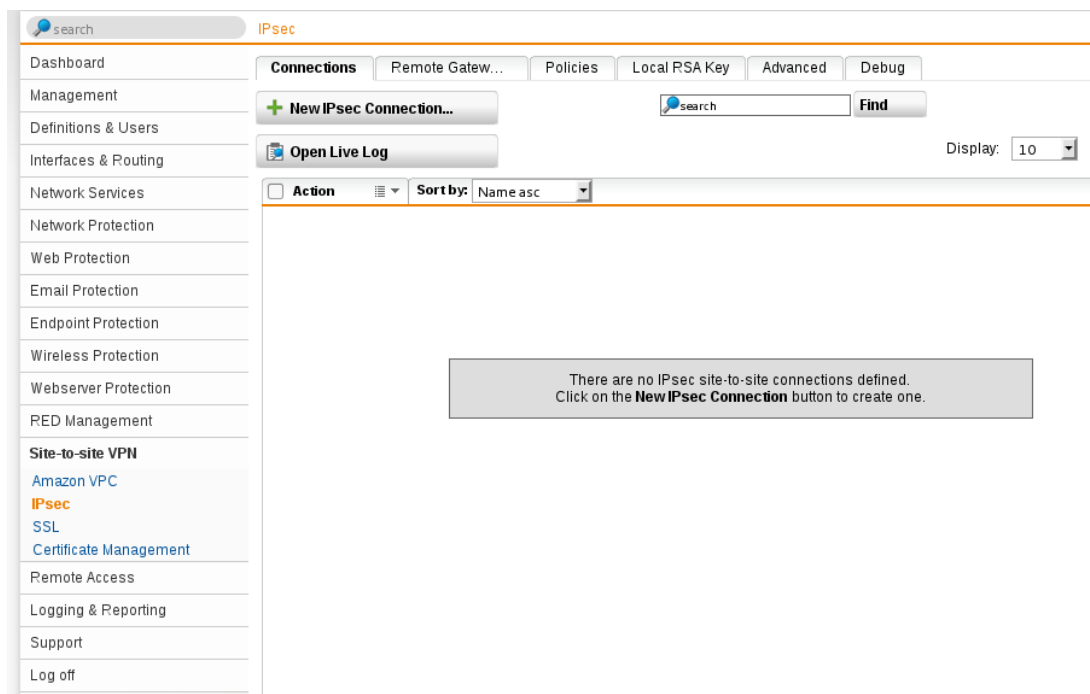 search
IPsec
Dashboard
Management
Definitions & Users
Interfaces & Routing
Network Services
Network Protection
Web Protection
Email Protection
Endpoint Protection
Wireless Protection
Webserver Protection
RED Management
Site-to-site VPN
Amazon VPC
IPsec
SSL
Certificate Management
Remote Access
Logging & Reporting
Support
Log off
Connections Remote Gatew... Policies Local RSA Key Advanced Debug
New IPsec Connection... search Find
Open Live Log Display: 10
Action Sort by: Name asc
There are no IPsec site-to-site connections defined.
Click on the New IPsec Connection button to create one.